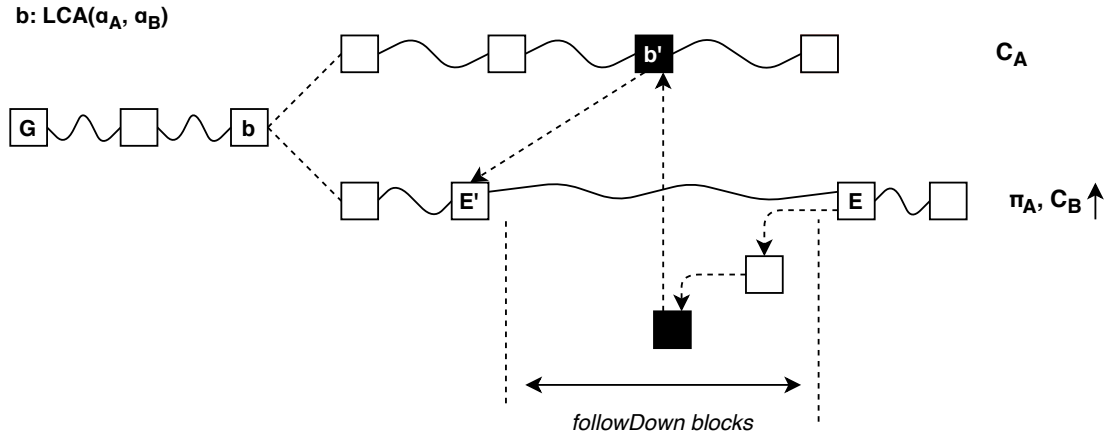 b: LCA(αA, αB)
b'
CA
G
b
E'
E
πA, CB
followDown blocks